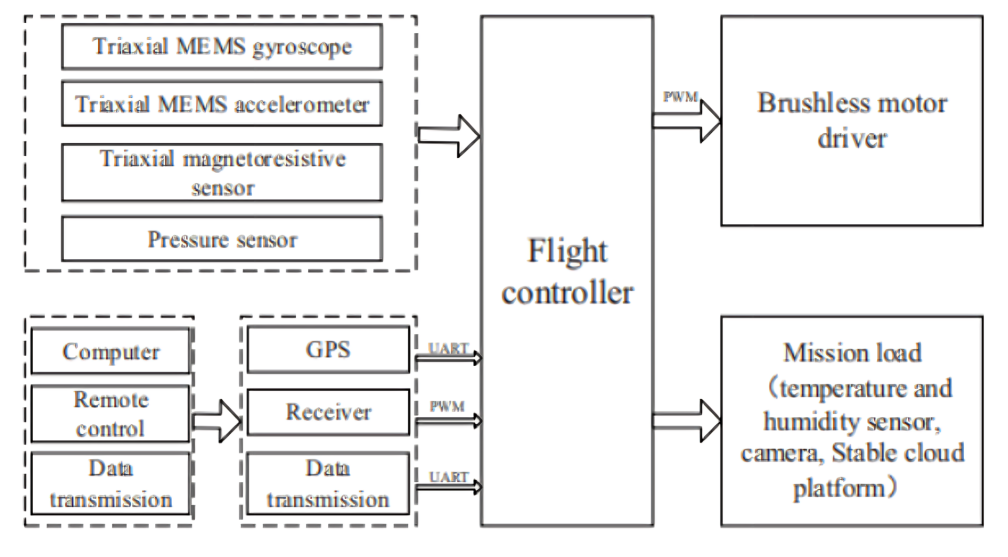 Triaxial MEMS gyroscope
Triaxial MEMS accelerometer
Triaxial magnetoresistive
sensor
Pressure sensor
Computer
Remote
control
Data
transmission
GPS
Receiver
Data
transmission
UART
PWM
UART
Flight
controller
PWM
Brushless motor
driver
Mission load
（temperature and
humidity sensor,
camera, Stable cloud
platform）